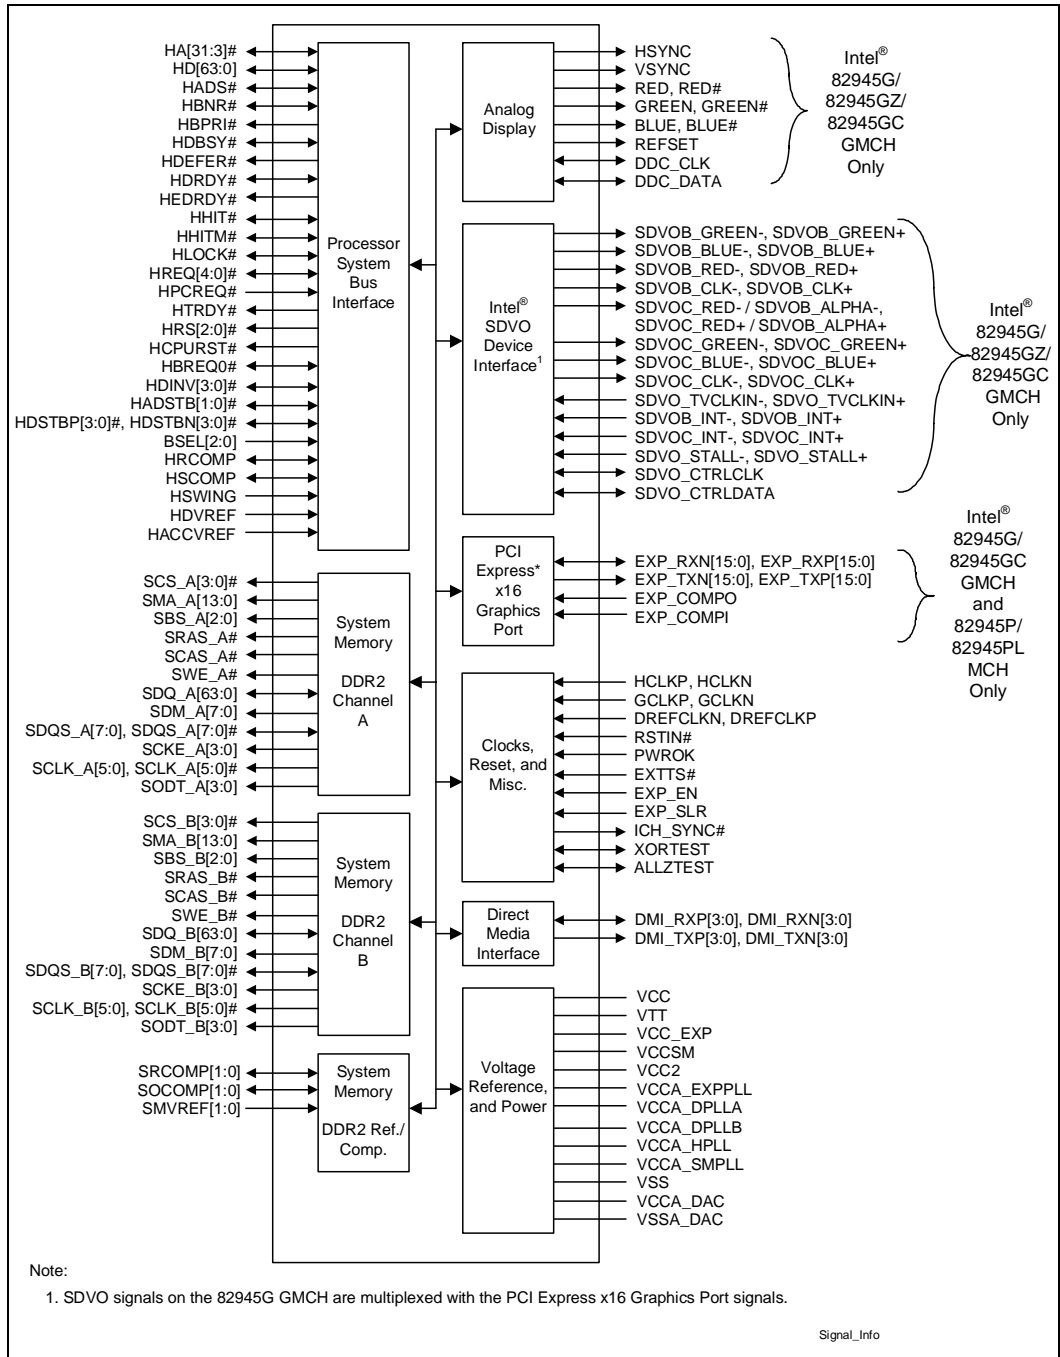 HA[31:3]#
HD[63:0]
HADS#
HBNR#
HBPRI#
HDBSY#
HDEFER#
HDRDY#
HEDRDY#
HHIT#
HHITM#
HLOCK#
HREQ[4:0]#
HPCREQ#
HTRDY#
HRS[2:0]#
HCPURST#
HBREQ0#
HDINV[3:0]#
HADSTB[1:0]#
HDSTBP[3:0]#, HDSTBN[3:0]#
BSEL[2:0]
HRCOMP
HSCOMP
HSWING
HDVREF
HACCVREF
Processor
System
Bus
Interface
SCS_A[3:0]#
SMA_A[13:0]
SBS_A[2:0]
SRAS_A#
SCAS_A#
SWE_A#
SDQ_A[63:0]
SDM_A[7:0]
SDQS_A[7:0], SDQS_A[7:0]#
SCKE_A[3:0]
SCLK_A[5:0], SCLK_A[5:0]#
SODT_A[3:0]
System
Memory
DDR2
Channel
A
SCS_B[3:0]#
SMA_B[13:0]
SBS_B[2:0]
SRAS_B#
SCAS_B#
SWE_B#
SDQ_B[63:0]
SDM_B[7:0]
SDQS_B[7:0], SDQS_B[7:0]#
SCKE_B[3:0]
SCLK_B[5:0], SCLK_B[5:0]#
SODT_B[3:0]
System
Memory
DDR2
Channel
B
SRCOMP[1:0]
SOCOMP[1:0]
SMVREF[1:0]
System
Memory
DDR2 Ref./
Comp.
Analog
Display
HSYNC
VSYNC
RED, RED#
GREEN, GREEN#
BLUE, BLUE#
REFSET
DDC_CLK
DDC_DATA
Intel®
82945G/
82945GZ/
82945GC
GMCH
Only
Intel®
SDVO
Device
Interface1
SDVOB_GREEN-, SDVOB_GREEN+
SDVOB_BLUE-, SDVOB_BLUE+
SDVOB_RED-, SDVOB_RED+
SDVOB_CLK-, SDVOB_CLK+
SDVOC_RED- / SDVOB_ALPHA-,
SDVOC_RED+ / SDVOB_ALPHA+
SDVOC_GREEN-, SDVOC_GREEN+
SDVOC_BLUE-, SDVOC_BLUE+
SDVOC_CLK-, SDVOC_CLK+
SDVO_TVCLKIN-, SDVO_TVCLKIN+
SDVOB_INT-, SDVOB_INT+
SDVOC_INT-, SDVOC_INT+
SDVO_STALL-, SDVO_STALL+
SDVO_CTRLCLK
SDVO_CTRLDATA
Intel®
82945G/
82945GZ/
82945GC
GMCH
Only
PCI
Express*
x16
Graphics
Port
EXP_RXN[15:0], EXP_RXP[15:0]
EXP_TXN[15:0], EXP_TXP[15:0]
EXP_COMPO
EXP_COMPI
Intel®
82945G/
82945GC
GMCH
and
82945P/
82945PL
MCH
Only
Clocks,
Reset, and
Misc.
HCLKP, HCLKN
GCLKP, GCLKN
DREFCLKN, DREFCLKP
RSTIN#
PWROK
EXTTS#
EXP_EN
EXP_SLR
ICH_SYNC#
XORTEST
ALLZTEST
Direct
Media
Interface
DMI_RXP[3:0], DMI_RXN[3:0]
DMI_TXP[3:0], DMI_TXN[3:0]
Voltage
Reference,
and Power
VCC
VTT
VCC_EXP
VCCSM
VCC2
VCCA_EXPPLL
VCCA_DPLLA
VCCA_DPLLB
VCCA_HPLL
VCCA_SMPLL
VSS
VCCA_DAC
VSSA_DAC
Note:
1. SDVO signals on the 82945G GMCH are multiplexed with the PCI Express x16 Graphics Port signals.
Signal_Info